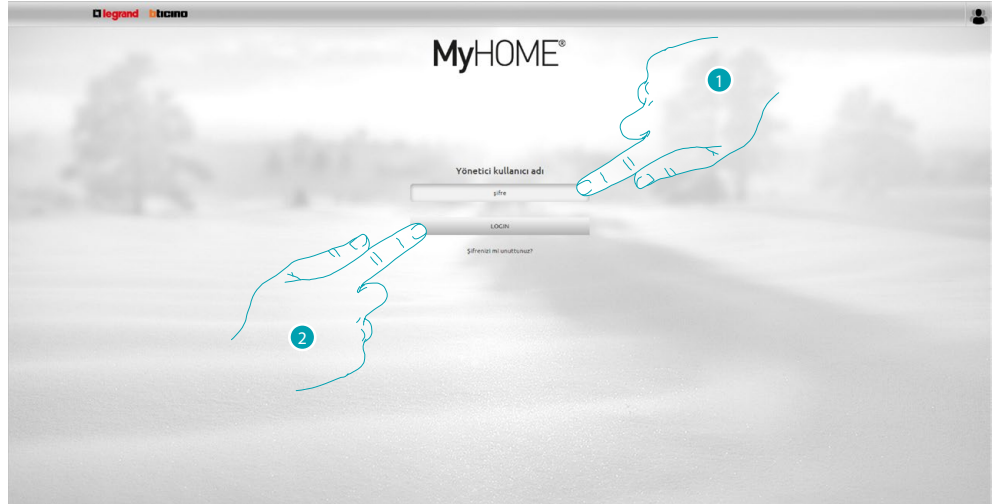 legrand bticino
MyHOME®
1
Yönetici kullanıcı adı
şifre
LOGIN
Şifrenizi mi unuttunuz?
2